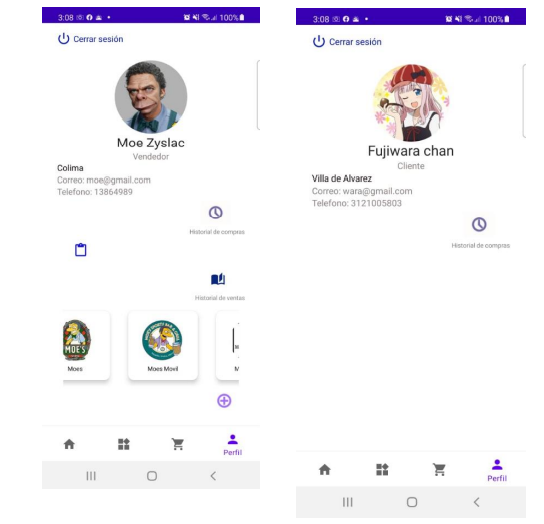 3:08
100%
Cerrar sesión
Moe Zyslac
Vendedor
Colima
Correo: moe@gmail.com
Telefono: 13864989
Historial de compras
Historial de ventas
MOE'S
Moes
Moes Movil
M
Perfil
3:08
100%
Cerrar sesión
Fujiwara chan
Cliente
Villa de Alvarez
Correo: wara@gmail.com
Telefono: 3121005803
Historial de compras
Perfil